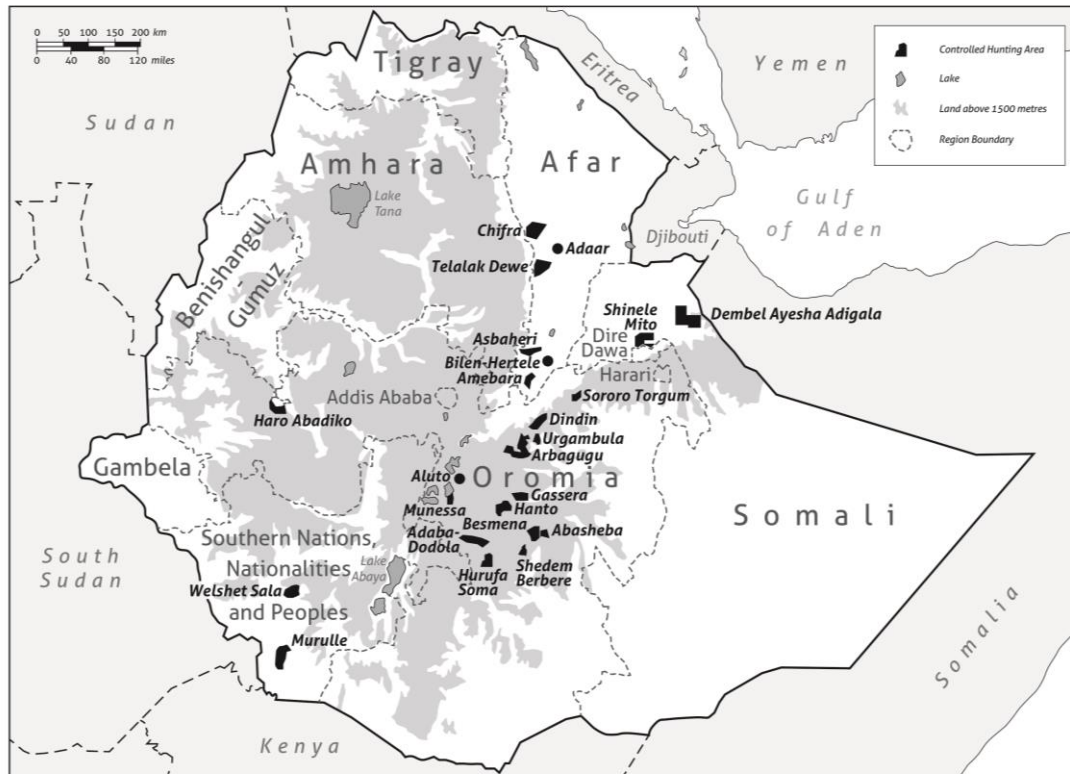 0 50 100 150 200 km
0 40 80 120 miles
Controlled Hunting Area
Lake
Land above 1500 metres
Region Boundary
Sudan
Tigray
Eritrea
Yemen
Amhara
Afar
Lake
Tana
Gulf
of Aden
Chifra
Adaar
Djibouti
Telalak Dewe
Benishangul
Gumuz
Shinele
Mito
Dembel Ayesha Adigala
Asbaheri
Dire
Dawa
Bilen-Hertele
Amebara
Harari
Addis Ababa
Sororo Torgum
Haro Abadiko
Dindin
Urgambula
Arbagugu
Gambela
Aluto
Oromia
Munessa
Gassera
Hanto
Besmena
Somali
Adaba-
Dodola
Abasheba
Southern Nations,
Nationalities
and Peoples
South
Sudan
Lake
Abaya
Hurufa
Soma
Shedem
Berbere
Welshet Sala
Murulle
Somalia
Kenya